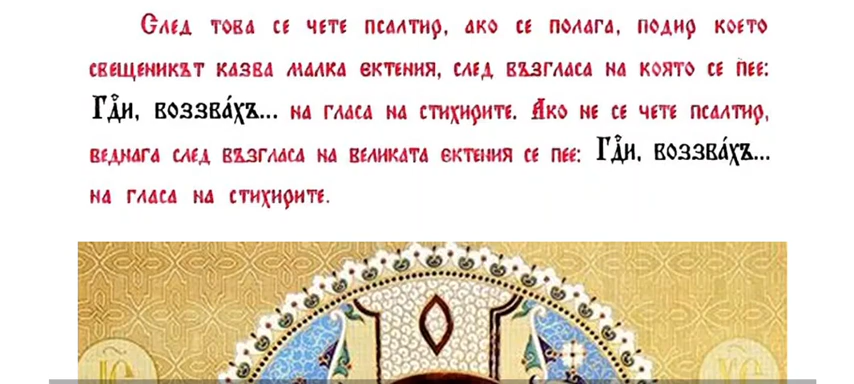 След това се чете псалтир, ако се полага, подир което
свещеникът казва малка ектения, след възгласа на която се пее:
Гд҃и, воззва́хъ... на гласа на стихирите. Ако не се чете псалтир,
веднага след възгласа на великата ектения се пее: Гд҃и, воззва́хъ...
на гласа на стихирите.